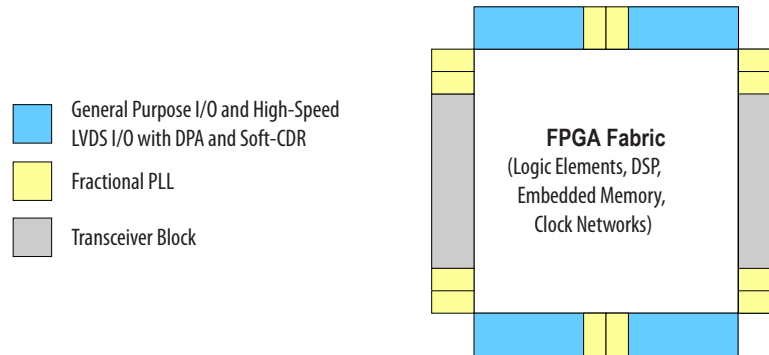 General Purpose I/O and High-Speed
LVDS I/O with DPA and Soft-CDR
Fractional PLL
Transceiver Block
FPGA Fabric
(Logic Elements, DSP,
Embedded Memory,
Clock Networks)